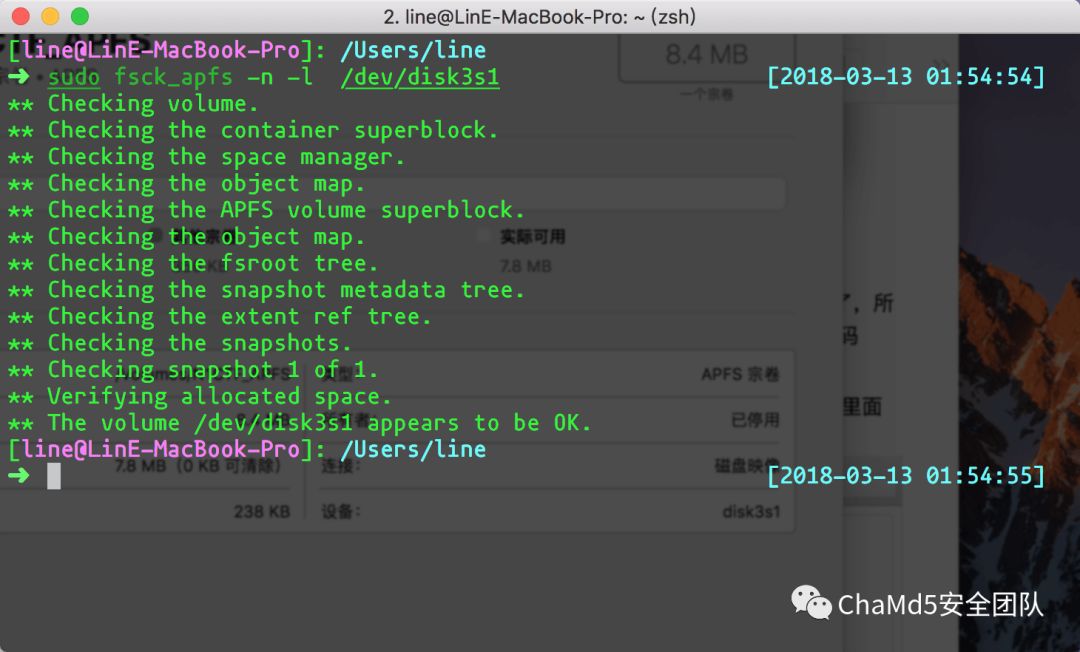 2. line@LinE-MacBook-Pro: ~ (zsh)
[line@LinE-MacBook-Pro]: /Users/line
➜ sudo fsck_apfs -n -l /dev/disk3s1 [2018-03-13 01:54:54]
** Checking volume.
** Checking the container superblock.
** Checking the space manager.
** Checking the object map.
** Checking the APFS volume superblock.
** Checking the object map.
** Checking the fsroot tree.
** Checking the snapshot metadata tree.
** Checking the extent ref tree.
** Checking the snapshots.
** Checking snapshot 1 of 1.
** Verifying allocated space.
** The volume /dev/disk3s1 appears to be OK.
[line@LinE-MacBook-Pro]: /Users/line
➜ [2018-03-13 01:54:55]
8.4 MB
一个宗卷
实际可用
7.8 MB
，所
码
APFS 宗卷
里面
已停用
7.8 MB（0 KB 可清除）
连接：
磁盘映像
238 KB
设备：
disk3s1
ChaMd5安全团队